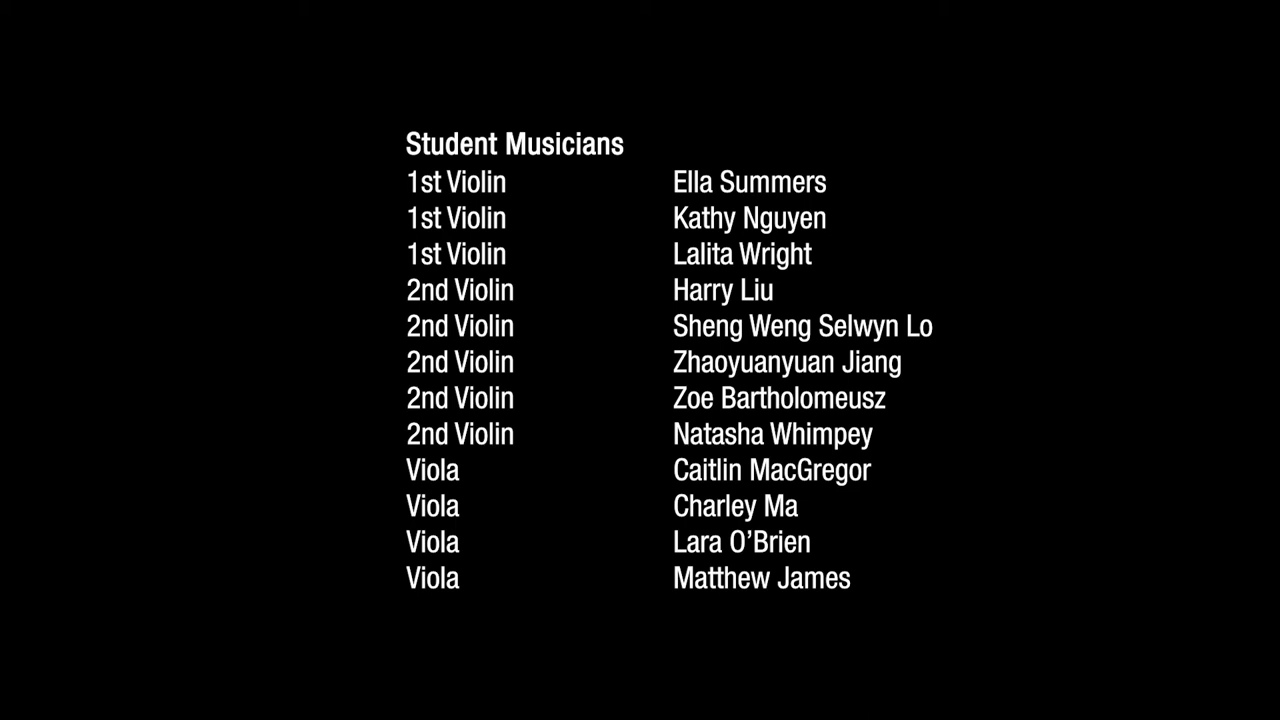 Student Musicians
1st Violin Ella Summers
1st Violin Kathy Nguyen
1st Violin Lalita Wright
2nd Violin Harry Liu
2nd Violin Sheng Weng Selwyn Lo
2nd Violin Zhaoyuanyuan Jiang
2nd Violin Zoe Bartholomeusz
2nd Violin Natasha Whimpey
Viola Caitlin MacGregor
Viola Charley Ma
Viola Lara O’Brien
Viola Matthew James